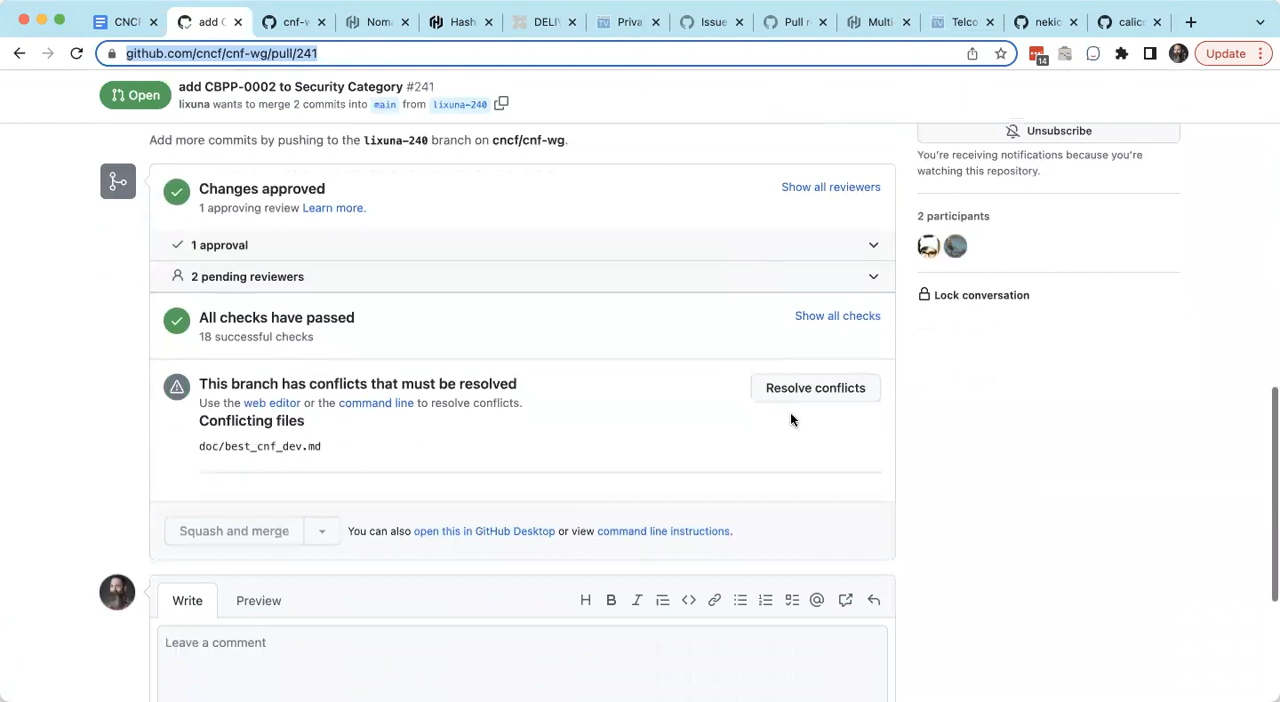 CNCF
add C
cnf-w
Noma
Hash
DELIV
Priva
Issue
Pull r
Multi
Telco
nekio
calico
github.com/cncf/cnf-wg/pull/241
14
Update
Open
add CBPP-0002 to Security Category #241
lixuna wants to merge 2 commits into main from lixuna-240
Add more commits by pushing to the lixuna-240 branch on cncf/cnf-wg.
Unsubscribe
You're receiving notifications because you're
watching this repository.
Changes approved
Show all reviewers
1 approving review Learn more.
2 participants
1 approval
2 pending reviewers
Lock conversation
All checks have passed
Show all checks
18 successful checks
This branch has conflicts that must be resolved
Resolve conflicts
Use the web editor or the command line to resolve conflicts.
Conflicting files
doc/best_cnf_dev.md
Squash and merge
You can also open this in GitHub Desktop or view command line instructions.
Write
Preview
Leave a comment